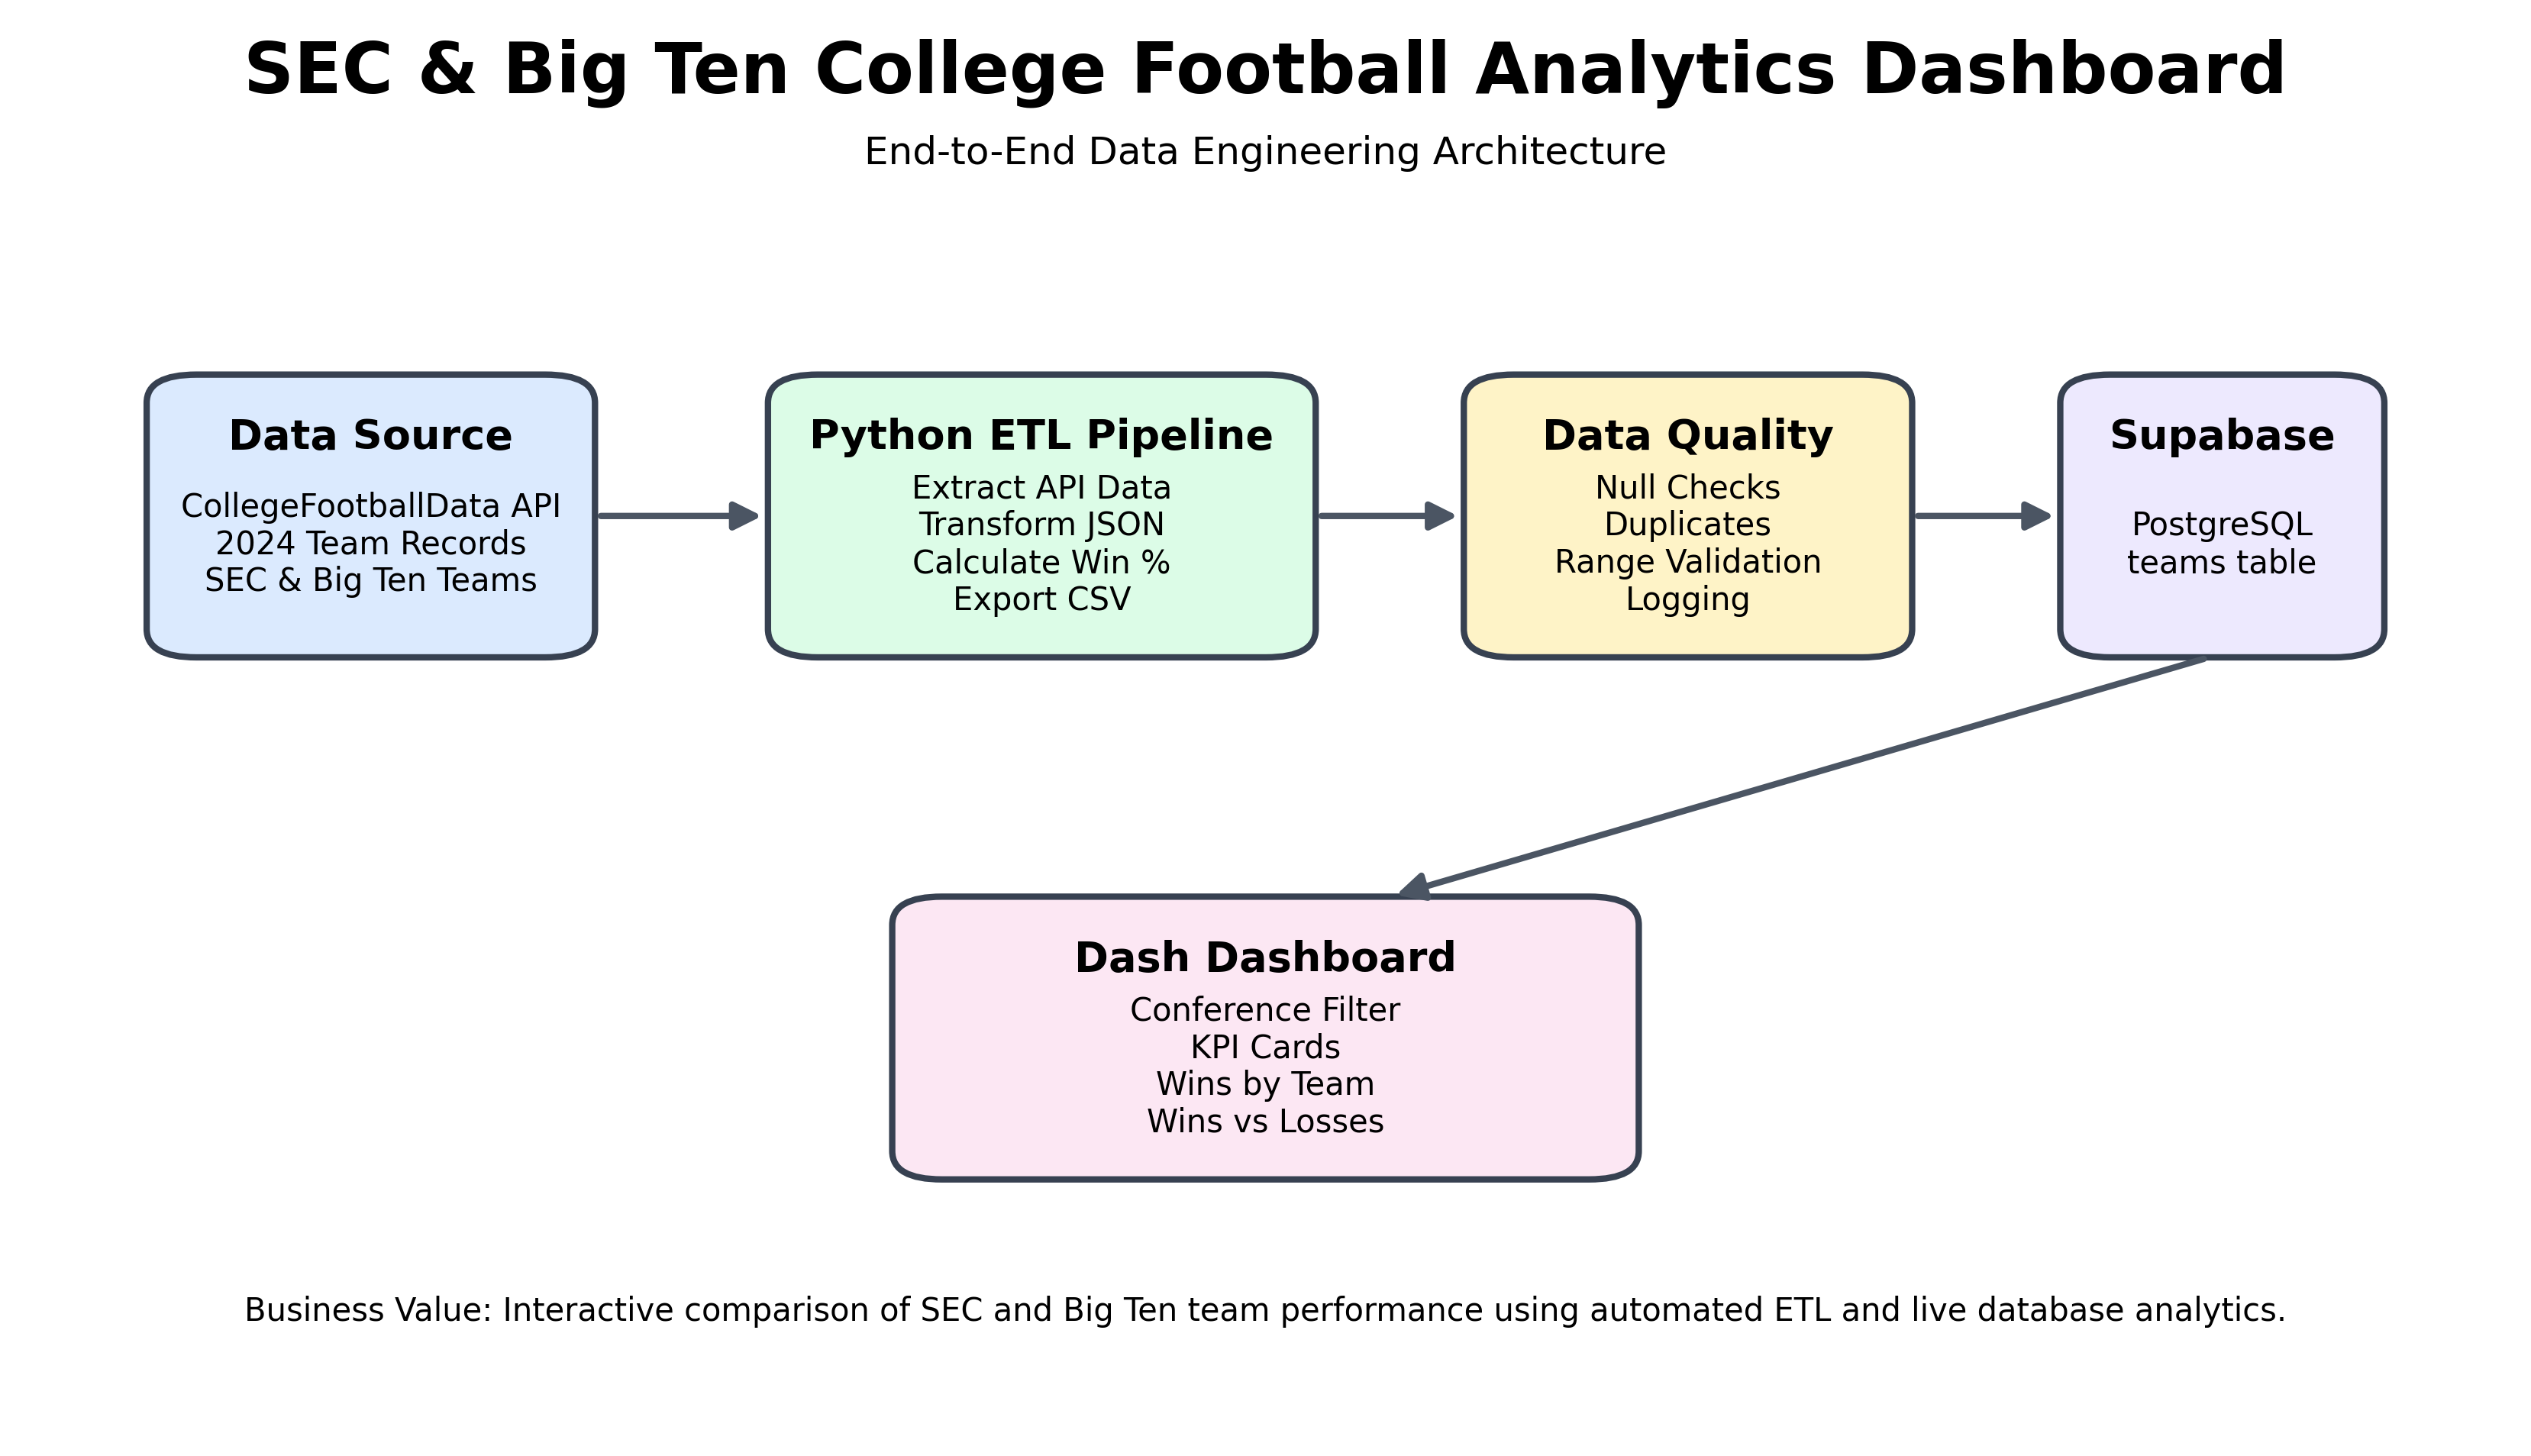 SEC & Big Ten College Football Analytics Dashboard
End-to-End Data Engineering Architecture
Data Source
CollegeFootballData API
2024 Team Records
SEC & Big Ten Teams
Python ETL Pipeline
Extract API Data
Transform JSON
Calculate Win %
Export CSV
Data Quality
Null Checks
Duplicates
Range Validation
Logging
Supabase
PostgreSQL
teams table
Dash Dashboard
Conference Filter
KPI Cards
Wins by Team
Wins vs Losses
Business Value: Interactive comparison of SEC and Big Ten team performance using automated ETL and live database analytics.